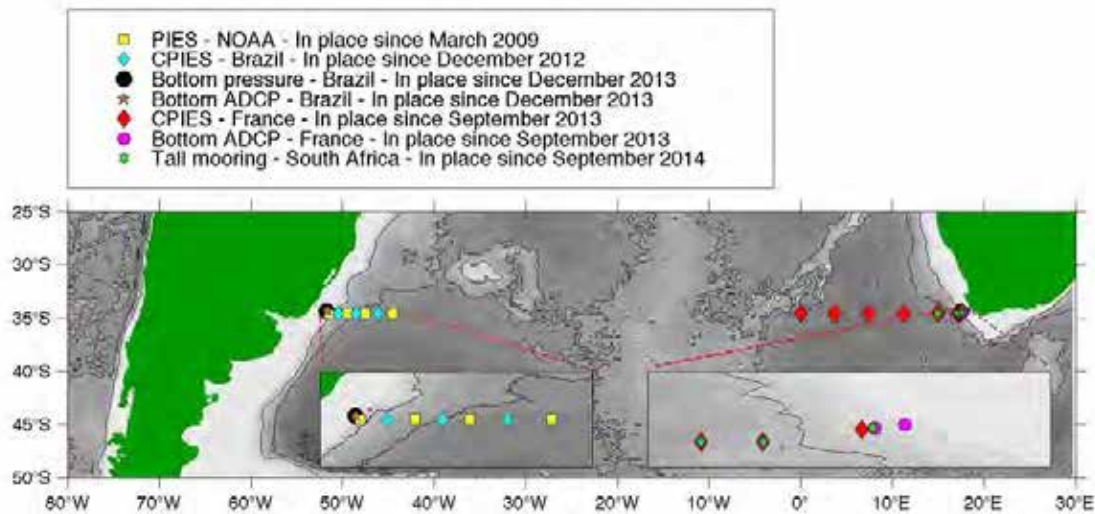 PIES - NOAA - In place since March 2009
CPIES - Brazil - In place since December 2012
Bottom pressure - Brazil - In place since December 2013
Bottom ADCP - Brazil - In place since December 2013
CPIES - France - In place since September 2013
Bottom ADCP - France - In place since September 2013
Tall mooring - South Africa - In place since September 2014
25°S
30°S
35°S
40°S
45°S
50°S
80°W 70°W 60°W 50°W 40°W 30°W 20°W 10°W 0° 10°E 20°E 30°E